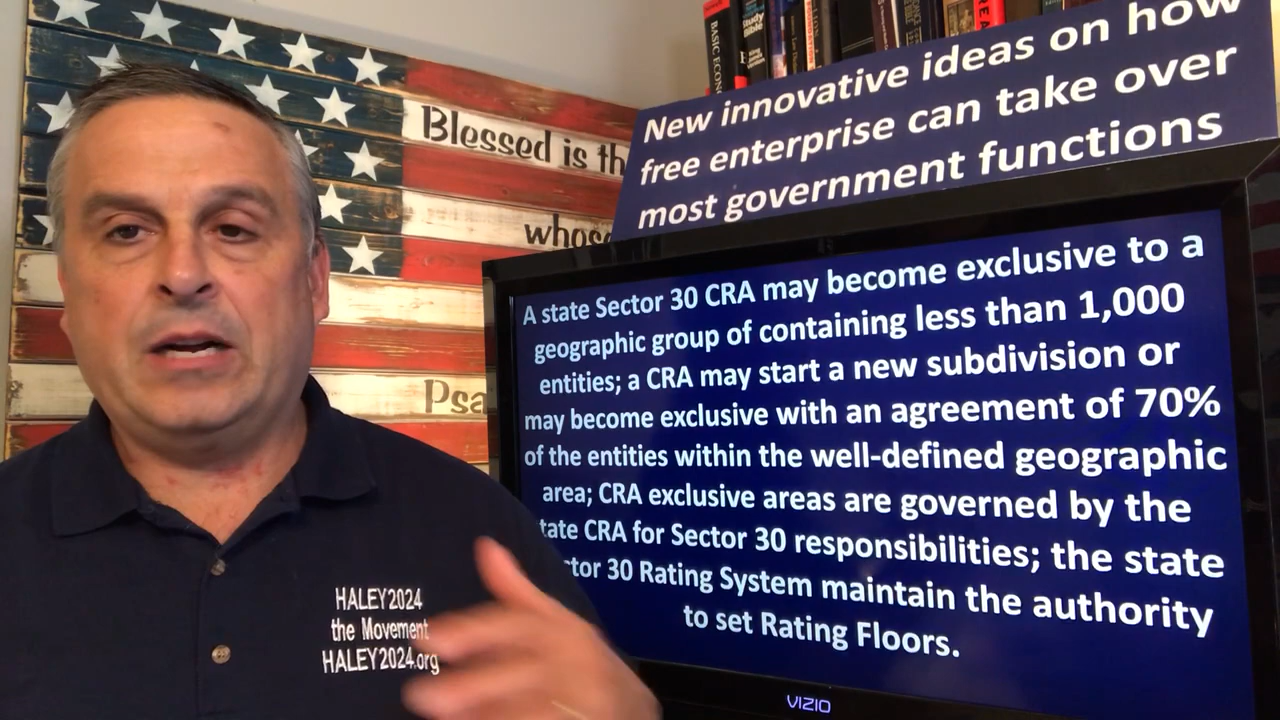 Blessed is th
whose
Psa
BASIC ECON
Study
Bible
New innovative ideas on how
free enterprise can take over
most government functions
A state Sector 30 CRA may become exclusive to a
geographic group of containing less than 1,000
entities; a CRA may start a new subdivision or
may become exclusive with an agreement of 70%
of the entities within the well-defined geographic
area; CRA exclusive areas are governed by the
tate CRA for Sector 30 responsibilities; the state
ctor 30 Rating System maintain the authority
to set Rating Floors.
VIZIO
HALEY2024
the Movement
HALEY2024.org